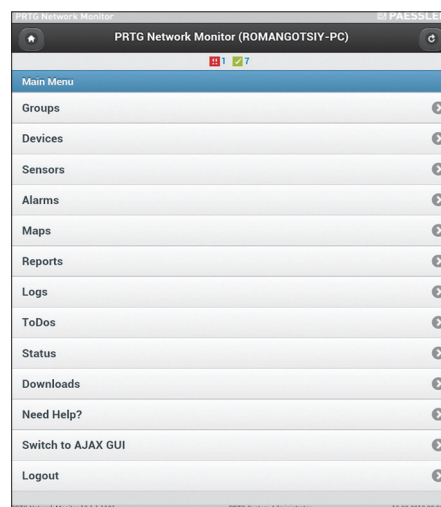 PRTG Network Monitor PAESSLE
PRTG Network Monitor (ROMANGOTSIY-PC)
1 7
Main Menu
Groups
Devices
Sensors
Alarms
Maps
Reports
Logs
ToDos
Status
Downloads
Need Help?
Switch to AJAX GUI
Logout